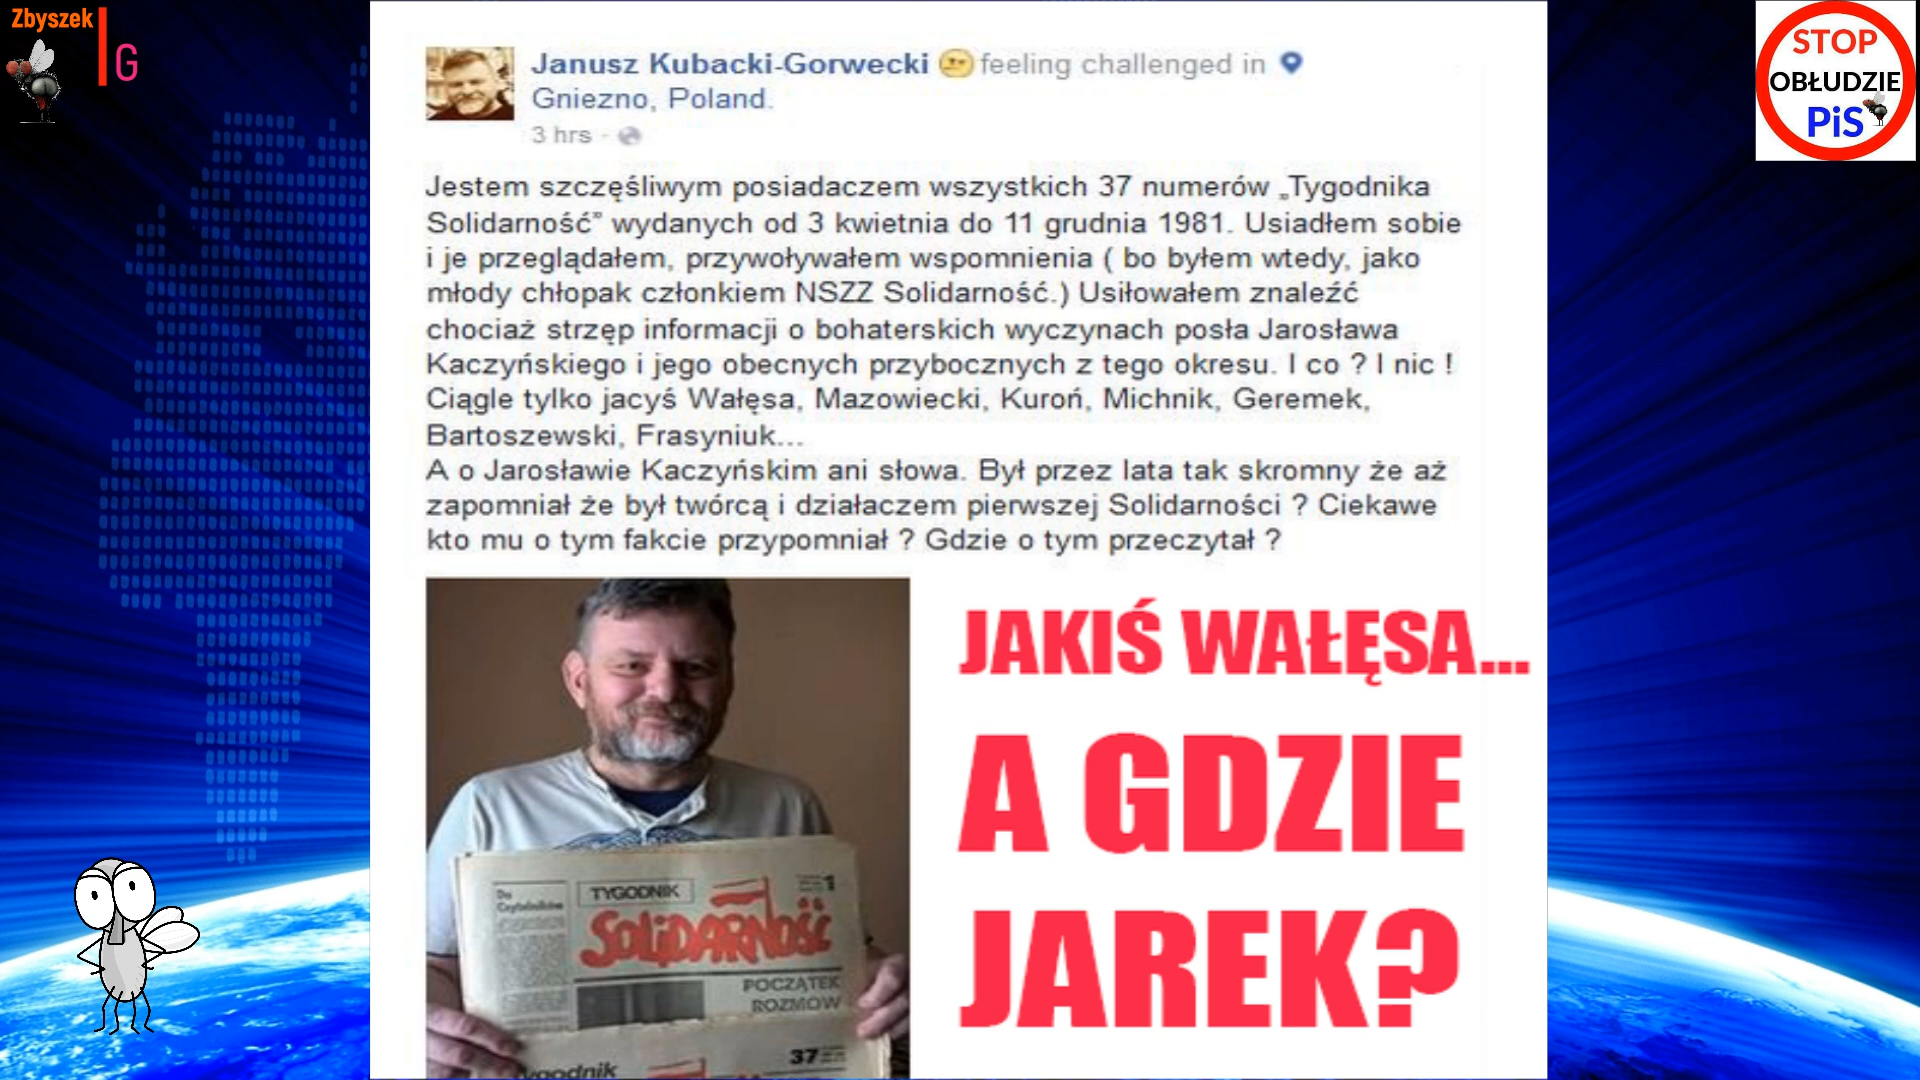 Zbyszek
G
STOP
OBŁUDZIE
PiS
Janusz Kubacki-Gorwecki feeling challenged in
Gniezno, Poland.
3 hrs ·
Jestem szczęśliwym posiadaczem wszystkich 37 numerów „Tygodnika
Solidarność” wydanych od 3 kwietnia do 11 grudnia 1981. Usiadłem sobie
i je przeglądałem, przywoływałem wspomnienia ( bo byłem wtedy, jako
młody chłopak członkiem NSZZ Solidarność.) Usiłowałem znaleźć
chociaż strzęp informacji o bohaterskich wyczynach posła Jarosława
Kaczyńskiego i jego obecnych przybocznych z tego okresu. I co ? I nic !
Ciągle tylko jacyś Wałęsa, Mazowiecki, Kuroń, Michnik, Geremek,
Bartoszewski, Frasyniuk...
A o Jarosławie Kaczyńskim ani słowa. Był przez lata tak skromny że aż
zapomniał że był twórcą i działaczem pierwszej Solidarności ? Ciekawe
kto mu o tym fakcie przypomniał ? Gdzie o tym przeczytał ?
JAKIŚ WAŁĘSA...
A GDZIE
JAREK?
Do
Czytelników
TYGODNIK
1
SOLIDARNOŚĆ
POCZĄTEK
ROZMÓW
37
Tygodnik